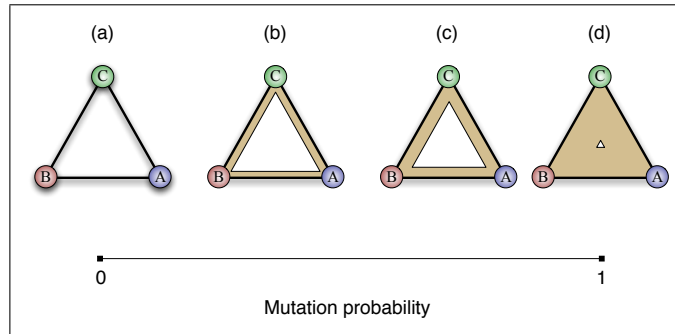 (a) (b) (c) (d)
C C C C
B A B A B A B A
0 1
Mutation probability